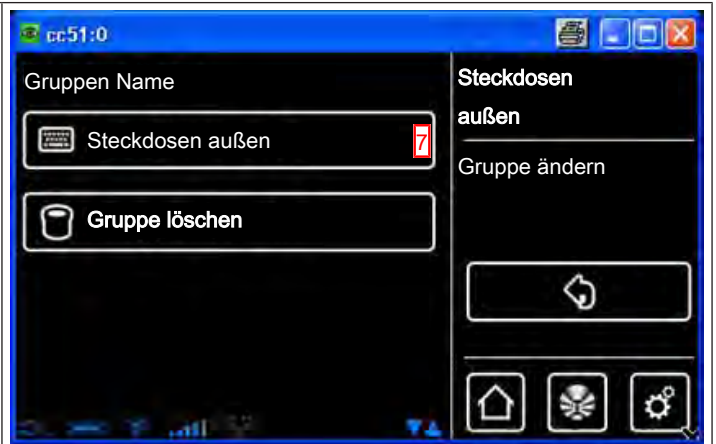 cc51:0
Gruppen Name
Steckdosen außen
7
Gruppe löschen
Steckdosen
außen
Gruppe ändern